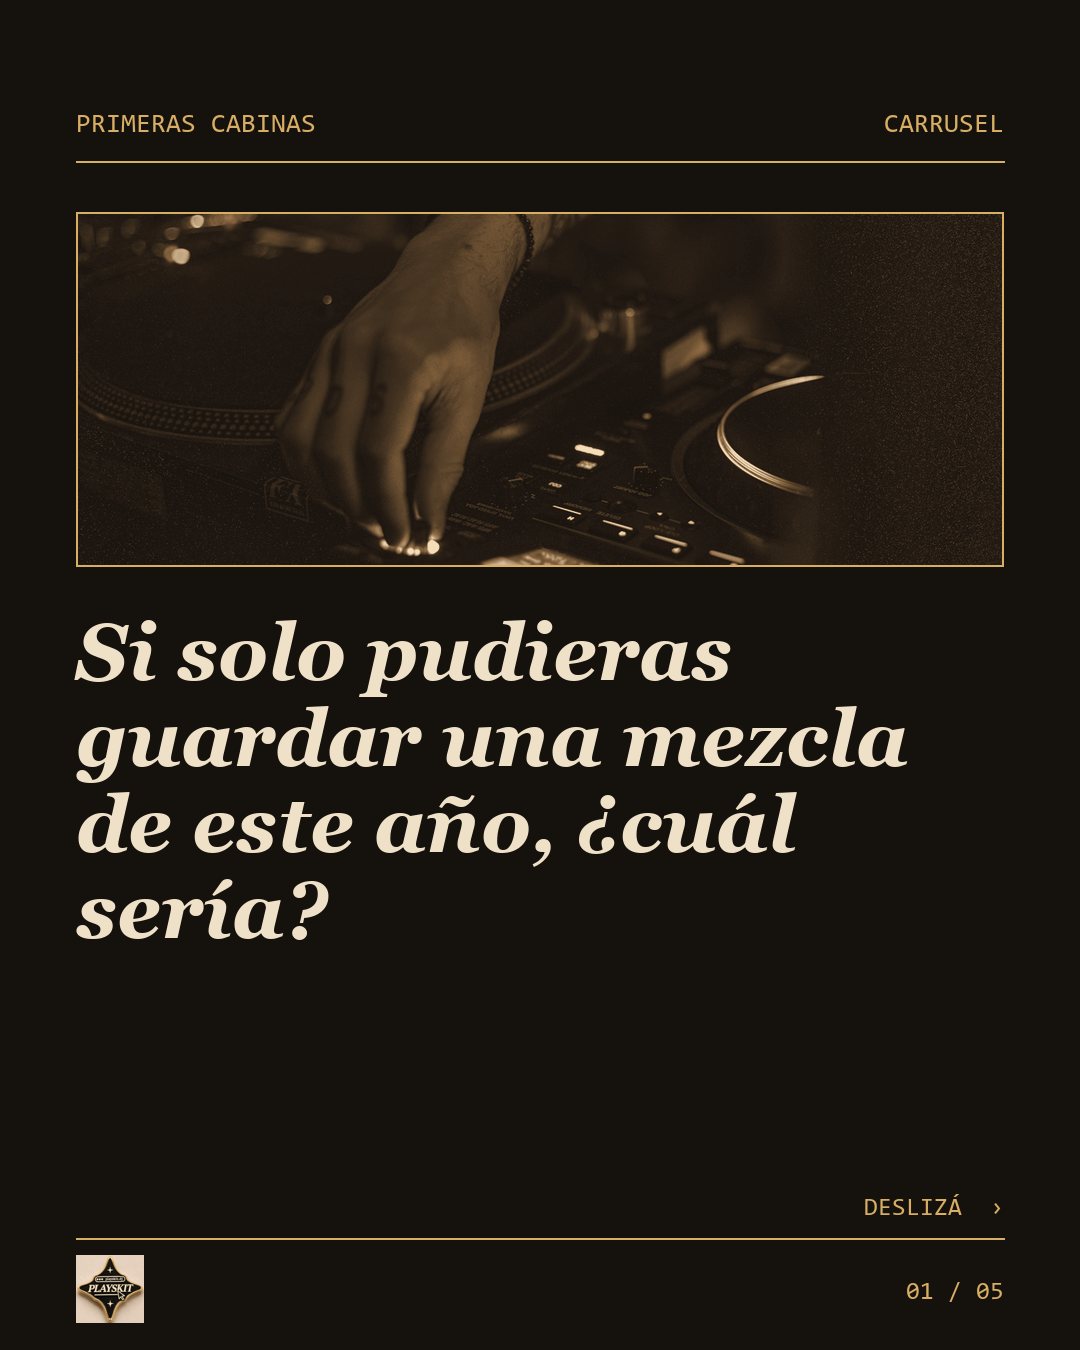 PRIMERAS CABINAS
CARRUSEL
Si solo pudieras
guardar una mezcla
de este año, ¿cuál
sería?
DESLIZÁ ›
PLAYSKIT
01 / 05